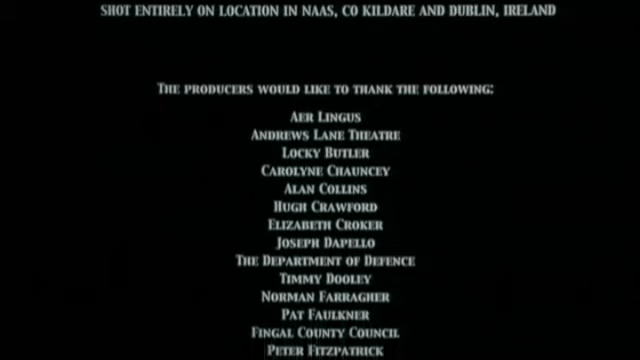 SHOT ENTIRELY ON LOCATION IN NAAS, CO KILDARE AND DUBLIN, IRELAND
THE PRODUCERS WOULD LIKE TO THANK THE FOLLOWING:
AER LINGUS
ANDREWS LANE THEATRE
LOCKY BUTLER
CAROLYNE CHAUNCEY
ALAN COLLINS
HUGH CRAWFORD
ELIZABETH CROKER
JOSEPH DAPELLO
THE DEPARTMENT OF DEFENCE
TIMMY DOOLEY
NORMAN FARRAGHER
PAT FAULKNER
FINGAL COUNTY COUNCIL
PETER FITZPATRICK